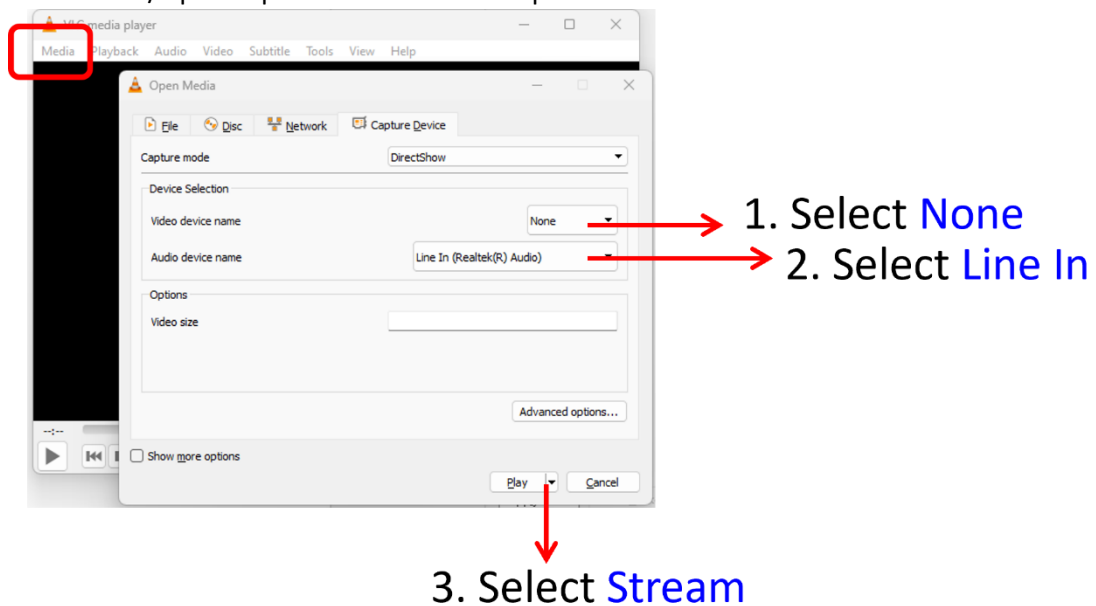 VLC media player
Media Playback Audio Video Subtitle Tools View Help
Open Media
File Disc Network Capture Device
Capture mode DirectShow
Device Selection
Video device name None
1. Select None
Audio device name Line In (Realtek(R) Audio)
2. Select Line In
Options
Video size
Advanced options...
--:--
Show more options
Play Cancel
3. Select Stream